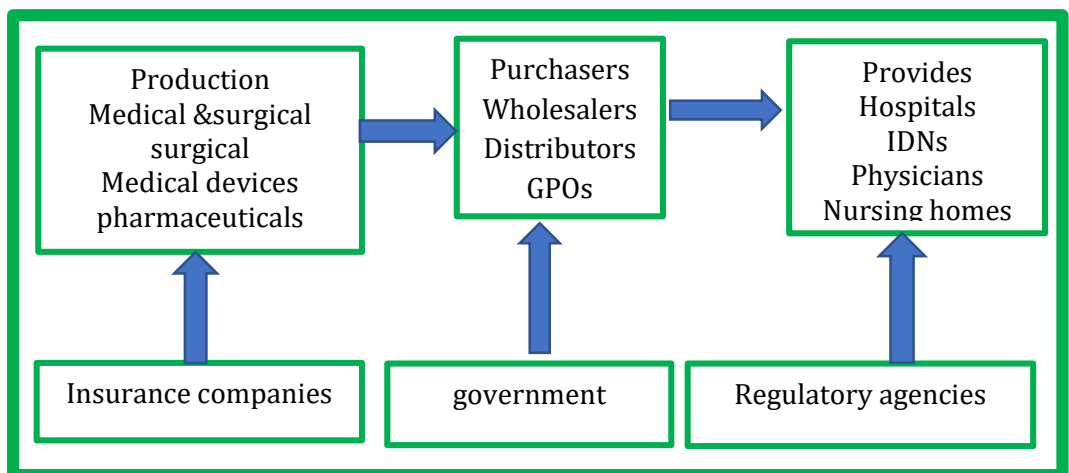 Production
Medical &surgical
surgical
Medical devices
pharmaceuticals
Purchasers
Wholesalers
Distributors
GPOs
Provides
Hospitals
IDNs
Physicians
Nursing homes
Insurance companies
government
Regulatory agencies